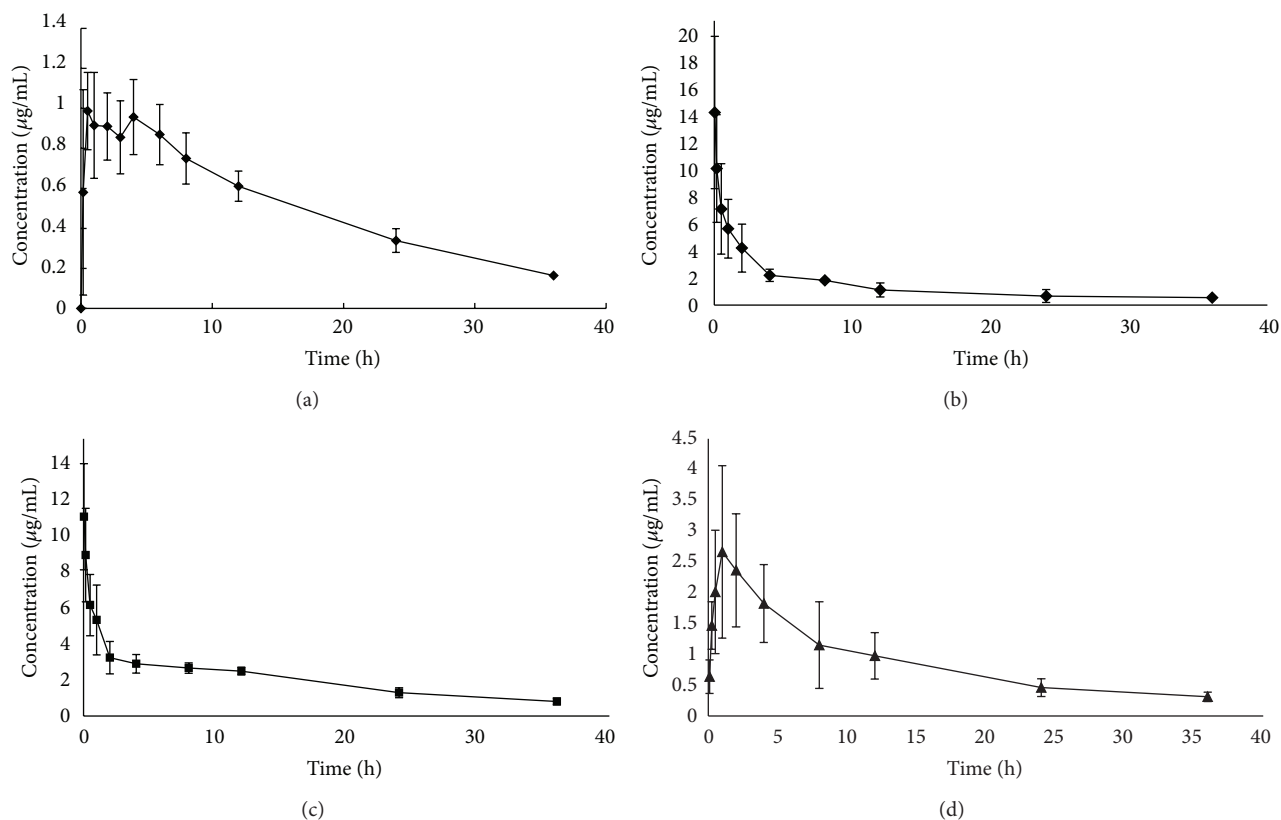 Concentration (μg/mL)
1.4
1.2
1
0.8
0.6
0.4
0.2
0
0 10 20 30 40
Time (h)
(a)
Concentration (μg/mL)
20
18
16
14
12
10
8
6
4
2
0
0 10 20 30 40
Time (h)
(b)
Concentration (μg/mL)
14
12
10
8
6
4
2
0
0 10 20 30 40
Time (h)
(c)
Concentration (μg/mL)
4.5
4
3.5
3
2.5
2
1.5
1
0.5
0
0 5 10 15 20 25 30 35 40
Time (h)
(d)